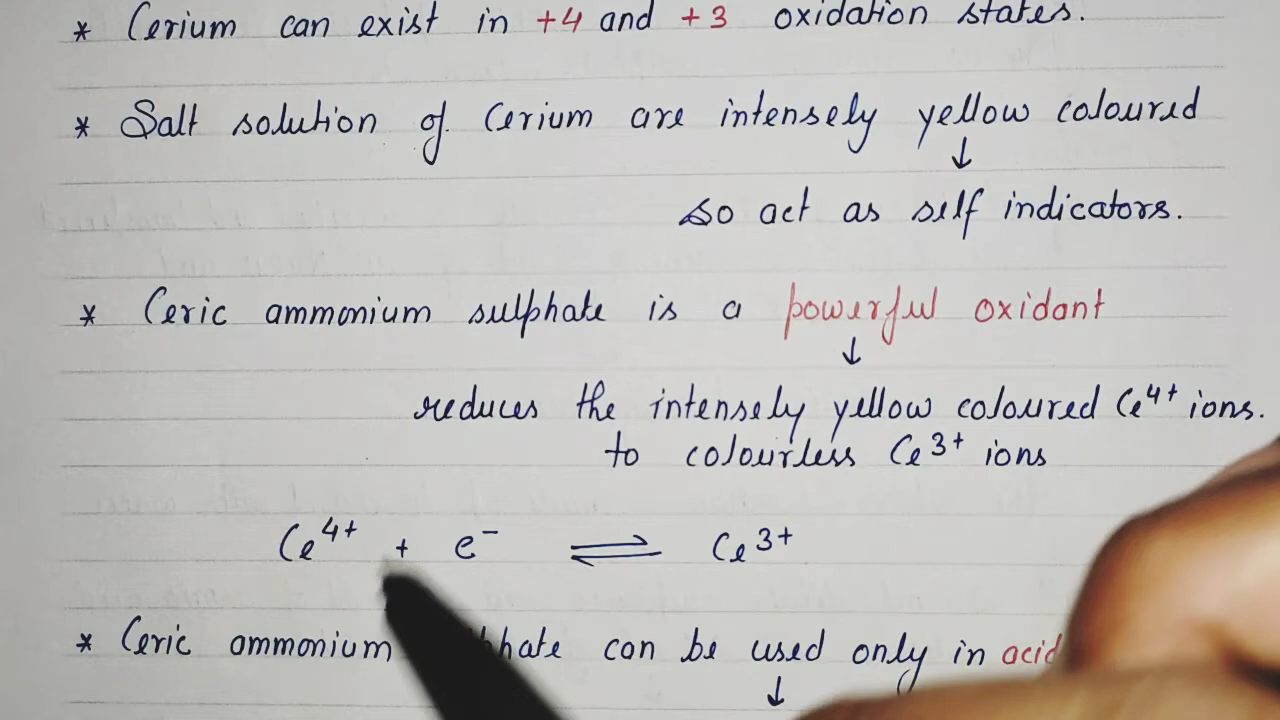 * Cerium can exist in +4 and +3 oxidation states.
* Salt solution of Cerium are intensely yellow coloured
↓
so act as self indicators.
* Ceric ammonium sulphate is a powerful oxidant
↓
reduces the intensely yellow coloured Ce⁴⁺ ions.
to colourless Ce³⁺ ions
Ce⁴⁺ + e⁻ ⇌ Ce³⁺
* Ceric ammonium can be used only in acid
↓